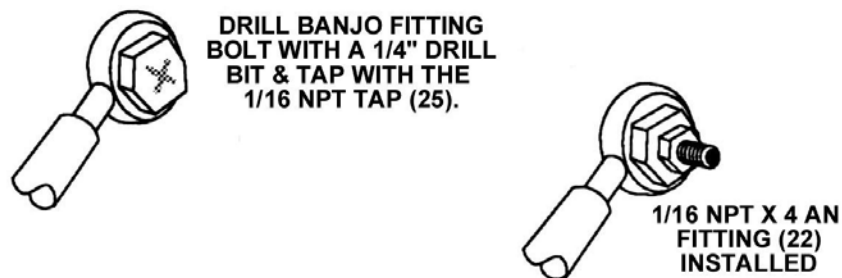 DRILL BANJO FITTING
BOLT WITH A 1/4" DRILL
BIT & TAP WITH THE
1/16 NPT TAP (25).
1/16 NPT X 4 AN
FITTING (22)
INSTALLED